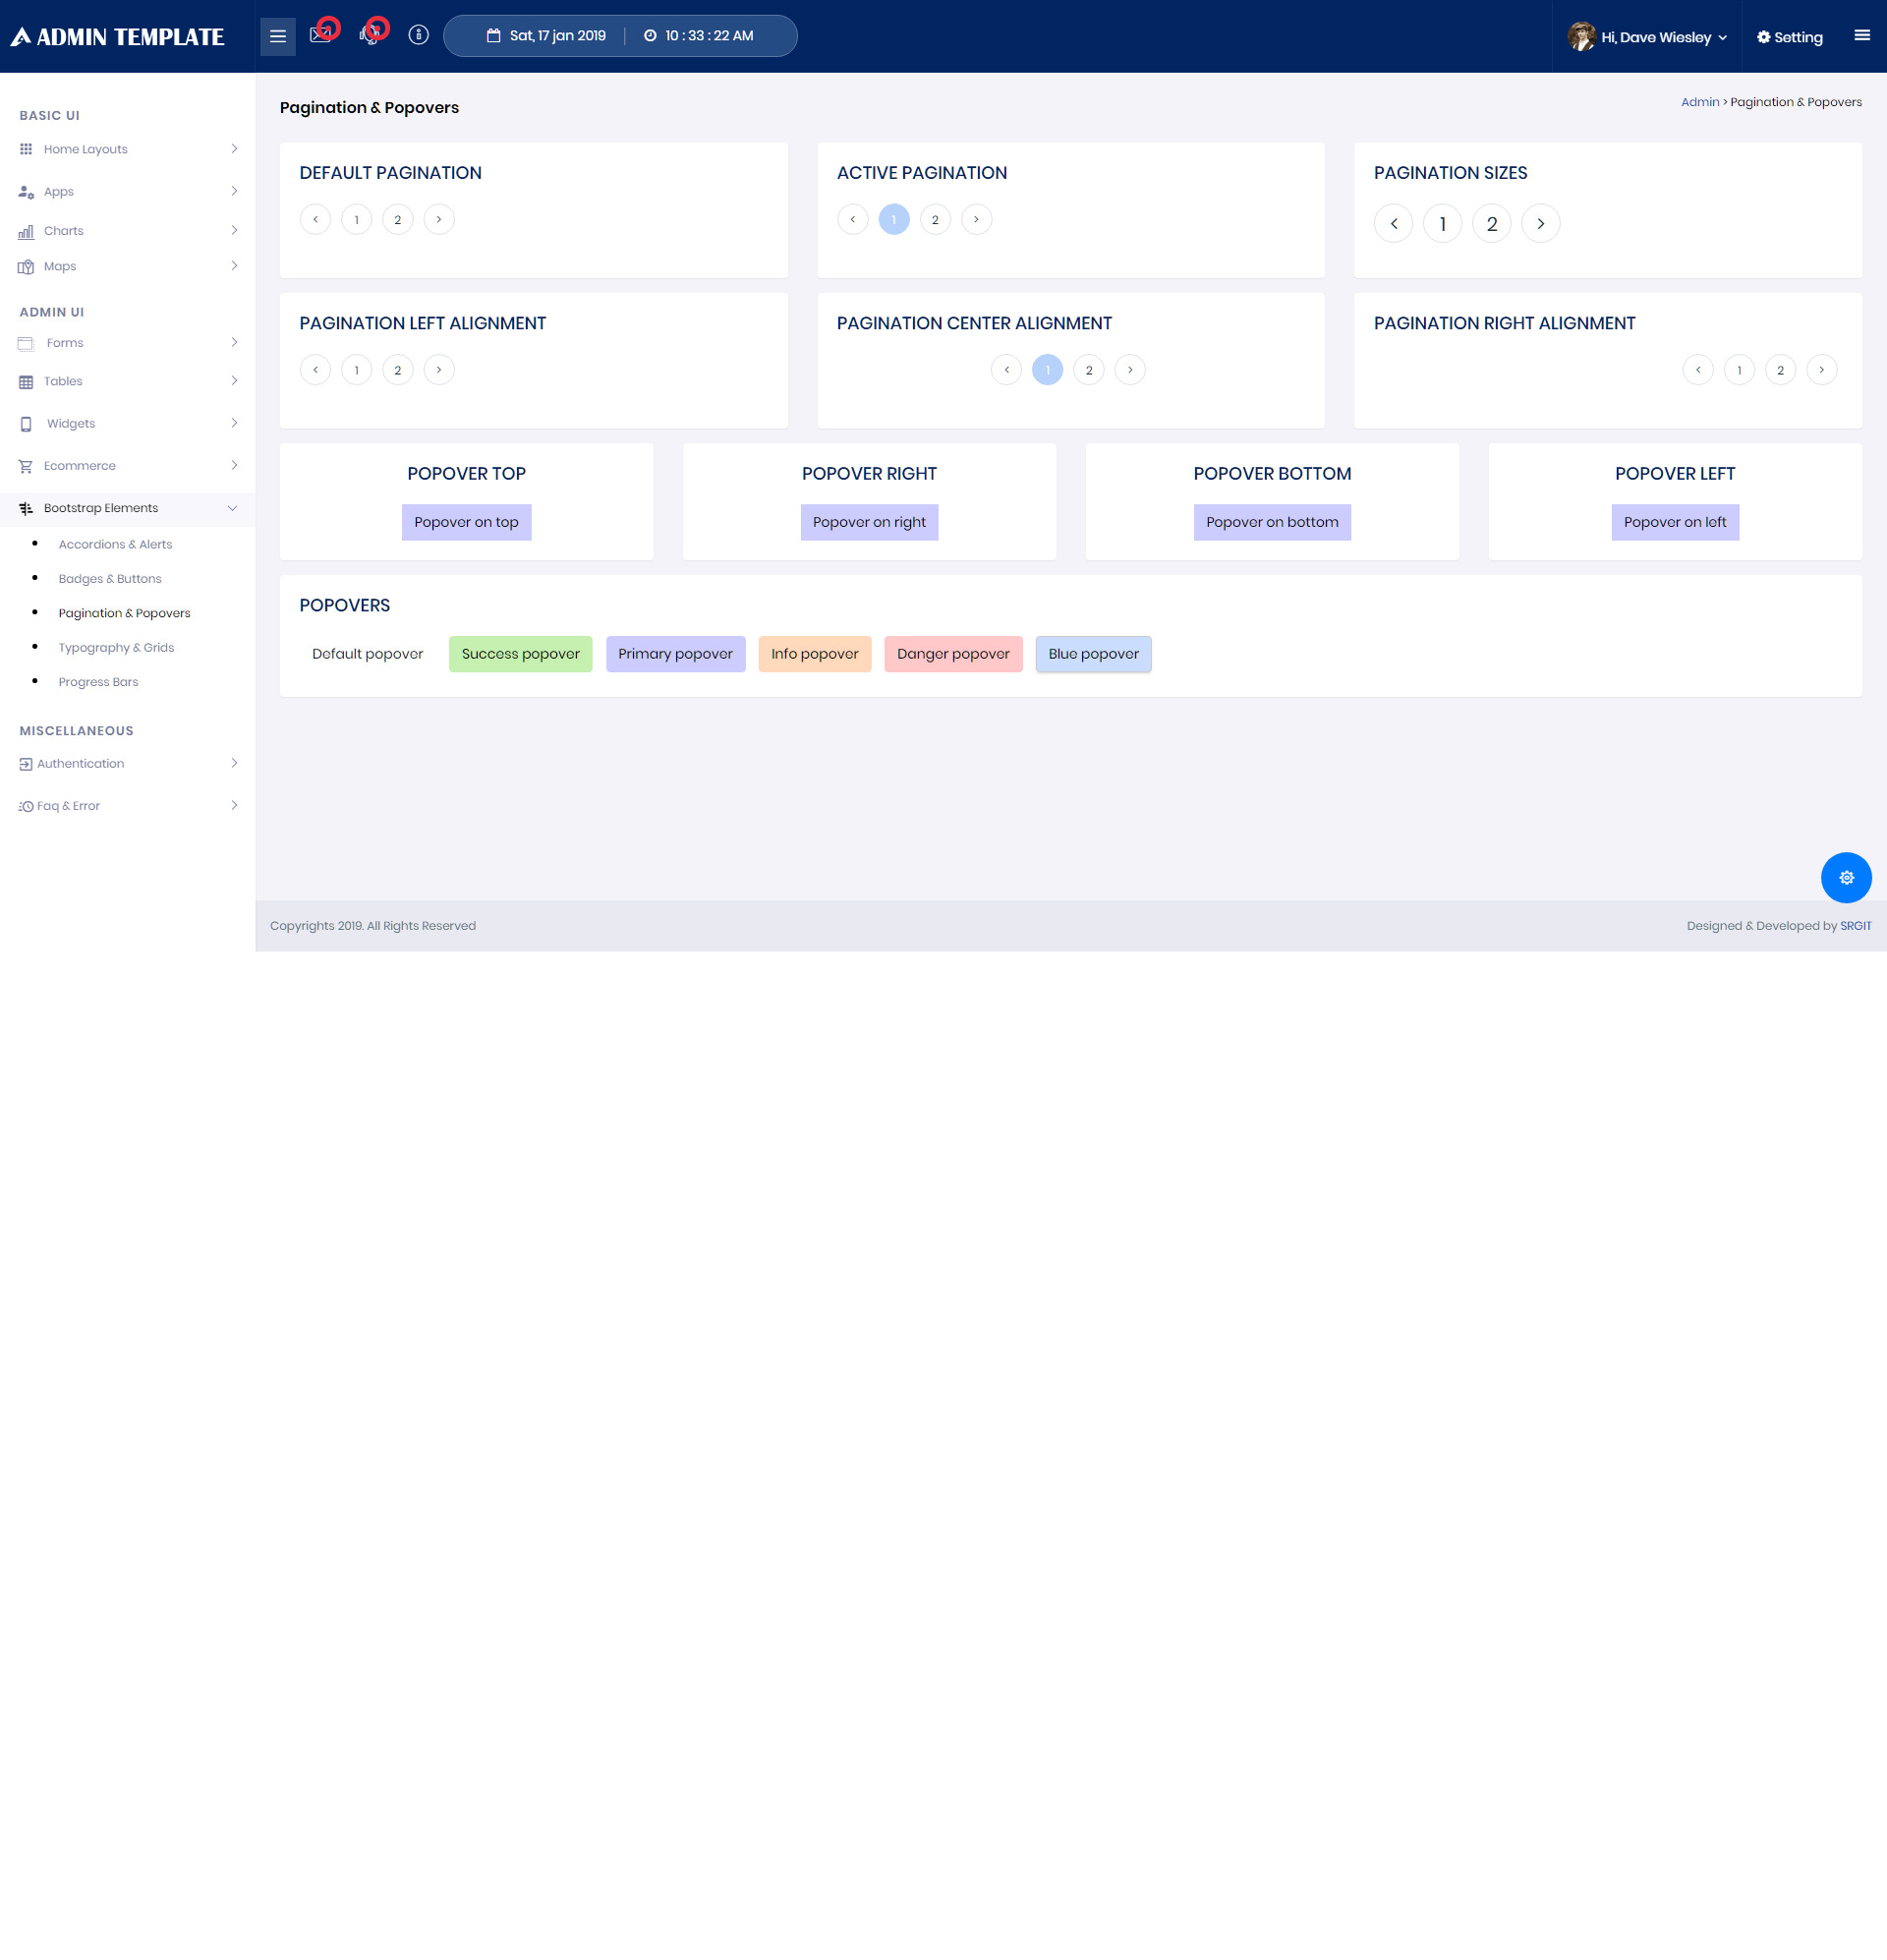 ADMIN TEMPLATE
Sat, 17 jan 2019 10 : 33 : 22 AM
Hi, Dave Wiesley
Setting
BASIC UI
Home Layouts
Apps
Charts
Maps
ADMIN UI
Forms
Tables
Widgets
Ecommerce
Bootstrap Elements
Accordions & Alerts
Badges & Buttons
Pagination & Popovers
Typography & Grids
Progress Bars
MISCELLANEOUS
Authentication
Faq & Error
Pagination & Popovers
Admin > Pagination & Popovers
DEFAULT PAGINATION
1 2
ACTIVE PAGINATION
1 2
PAGINATION SIZES
1 2
PAGINATION LEFT ALIGNMENT
1 2
PAGINATION CENTER ALIGNMENT
1 2
PAGINATION RIGHT ALIGNMENT
1 2
POPOVER TOP
Popover on top
POPOVER RIGHT
Popover on right
POPOVER BOTTOM
Popover on bottom
POPOVER LEFT
Popover on left
POPOVERS
Default popover Success popover Primary popover Info popover Danger popover Blue popover
Copyrights 2019. All Rights Reserved
Designed & Developed by SRGIT